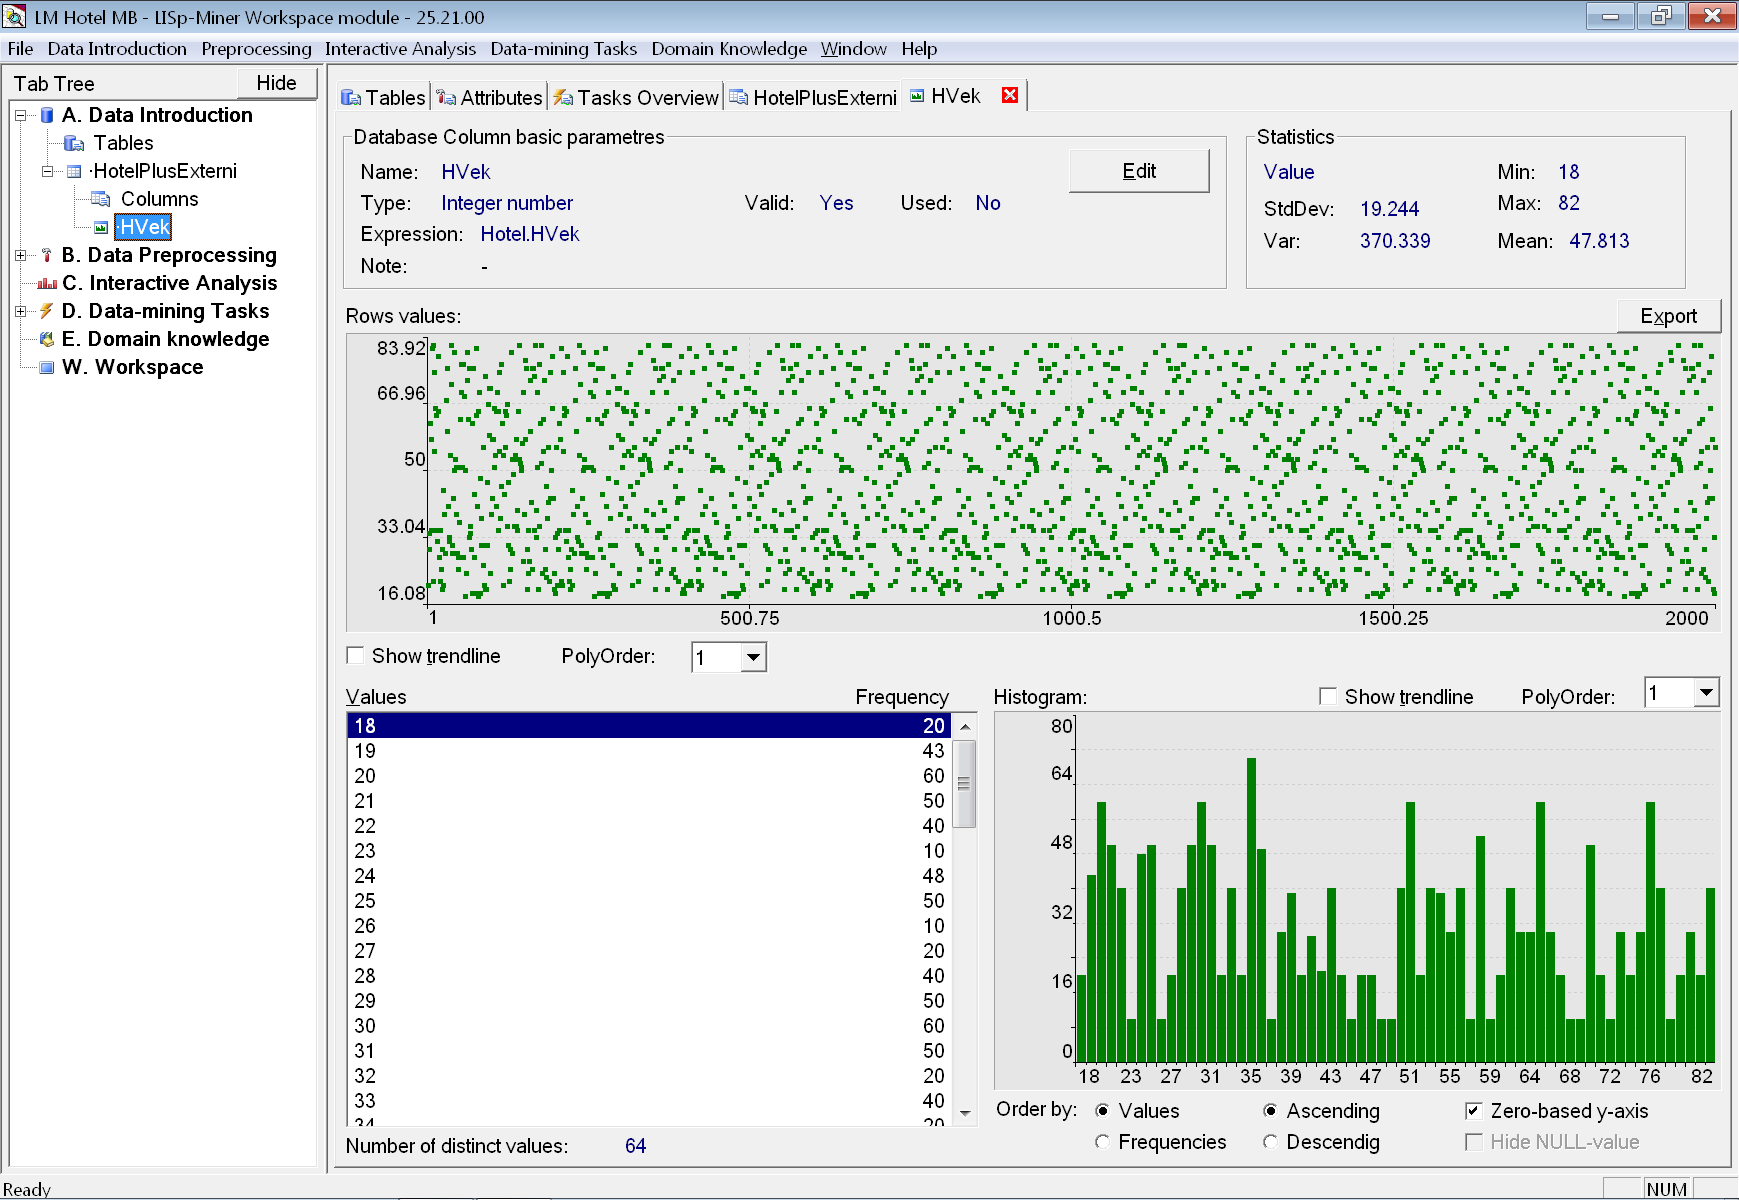 LM Hotel MB - LISp-Miner Workspace module - 25.21.00
File Data Introduction Preprocessing Interactive Analysis Data-mining Tasks Domain Knowledge Window Help
Tab Tree Hide
A. Data Introduction
Tables
·HotelPlusExterni
Columns
·HVek
B. Data Preprocessing
C. Interactive Analysis
D. Data-mining Tasks
E. Domain knowledge
W. Workspace
Tables Attributes Tasks Overview HotelPlusExterni HVek
Database Column basic parametres
Name: HVek Edit
Type: Integer number Valid: Yes Used: No
Expression: Hotel.HVek
Note: -
Statistics
Value Min: 18
StdDev: 19.244 Max: 82
Var: 370.339 Mean: 47.813
Rows values: Export
83.92
66.96
50
33.04
16.08
1 500.75 1000.5 1500.25 2000
Show trendline PolyOrder: 1
Values Frequency
18 20
19 43
20 60
21 50
22 40
23 10
24 48
25 50
26 10
27 20
28 40
29 50
30 60
31 50
32 20
33 40
34 20
Number of distinct values: 64
Histogram: Show trendline PolyOrder: 1
80
64
48
32
16
0
18 23 27 31 35 39 43 47 51 55 59 64 68 72 76 82
Order by: Values Ascending Zero-based y-axis
Frequencies Descendig Hide NULL-value
Ready NUM